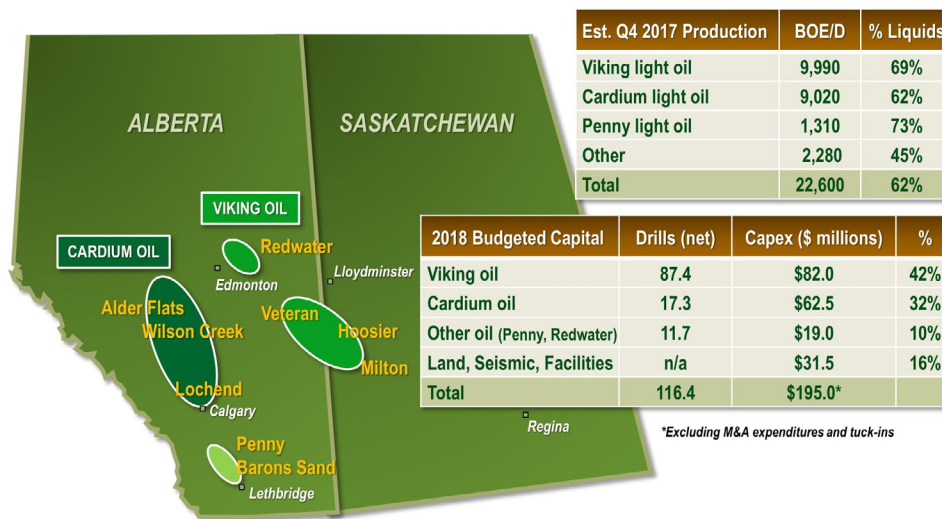 Est. Q4 2017 Production BOE/D % Liquids
Viking light oil 9,990 69%
Cardium light oil 9,020 62%
Penny light oil 1,310 73%
Other 2,280 45%
Total 22,600 62%
ALBERTA SASKATCHEWAN
VIKING OIL
CARDIUM OIL
Redwater
Edmonton
Lloydminster
Alder Flats
Wilson Creek
Veteran
Hoosier
Milton
Lochend
Calgary
Penny
Barons Sand
Lethbridge
Regina
2018 Budgeted Capital Drills (net) Capex ($ millions) %
Viking oil 87.4 $82.0 42%
Cardium oil 17.3 $62.5 32%
Other oil (Penny, Redwater) 11.7 $19.0 10%
Land, Seismic, Facilities n/a $31.5 16%
Total 116.4 $195.0*
*Excluding M&A expenditures and tuck-ins